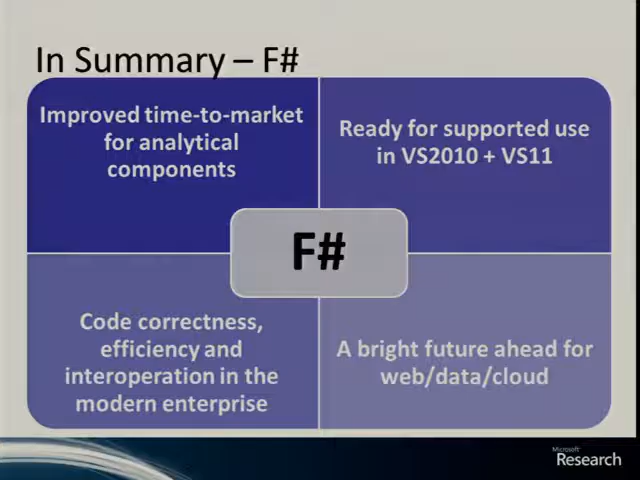 In Summary – F#
Improved time-to-market
for analytical
components
Ready for supported use
in VS2010 + VS11
F#
Code correctness,
efficiency and
interoperation in the
modern enterprise
A bright future ahead for
web/data/cloud
Microsoft
Research